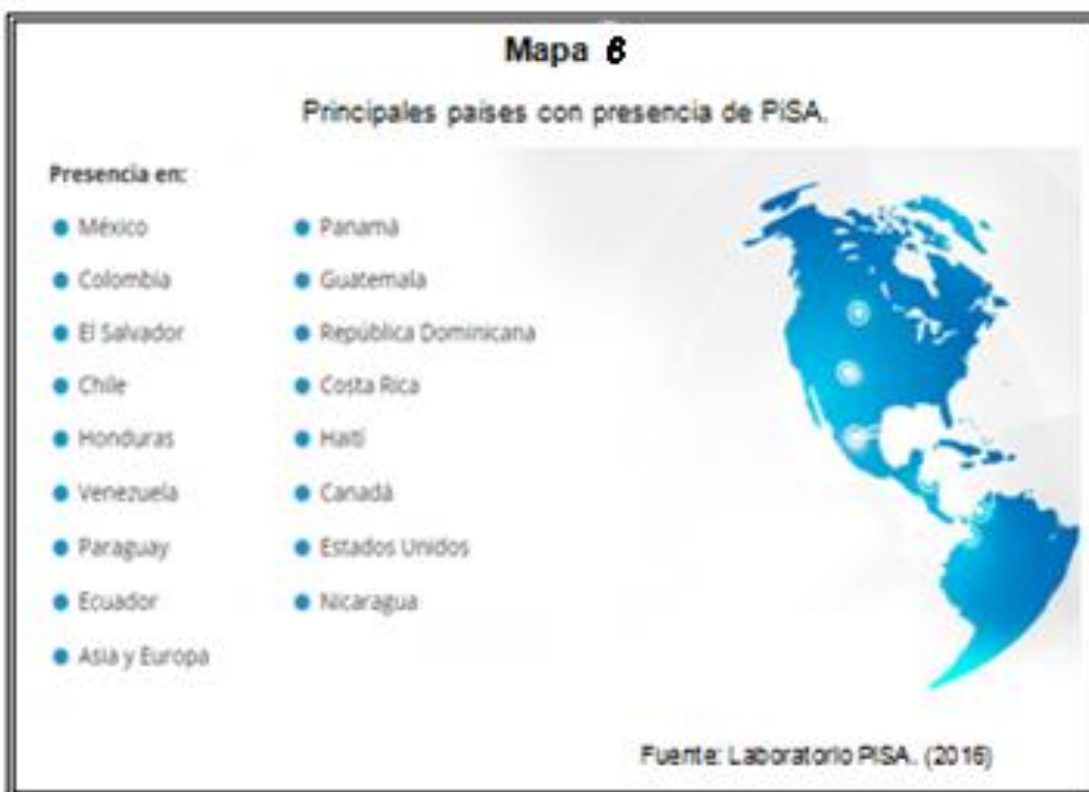 Mapa 6
Principales países con presencia de PiSA.
Presencia en:
México
Colombia
El Salvador
Chile
Honduras
Venezuela
Paraguay
Ecuador
Asia y Europa
Panamá
Guatemala
República Dominicana
Costa Rica
Haití
Canadá
Estados Unidos
Nicaragua
Fuente: Laboratorio PISA. (2016)